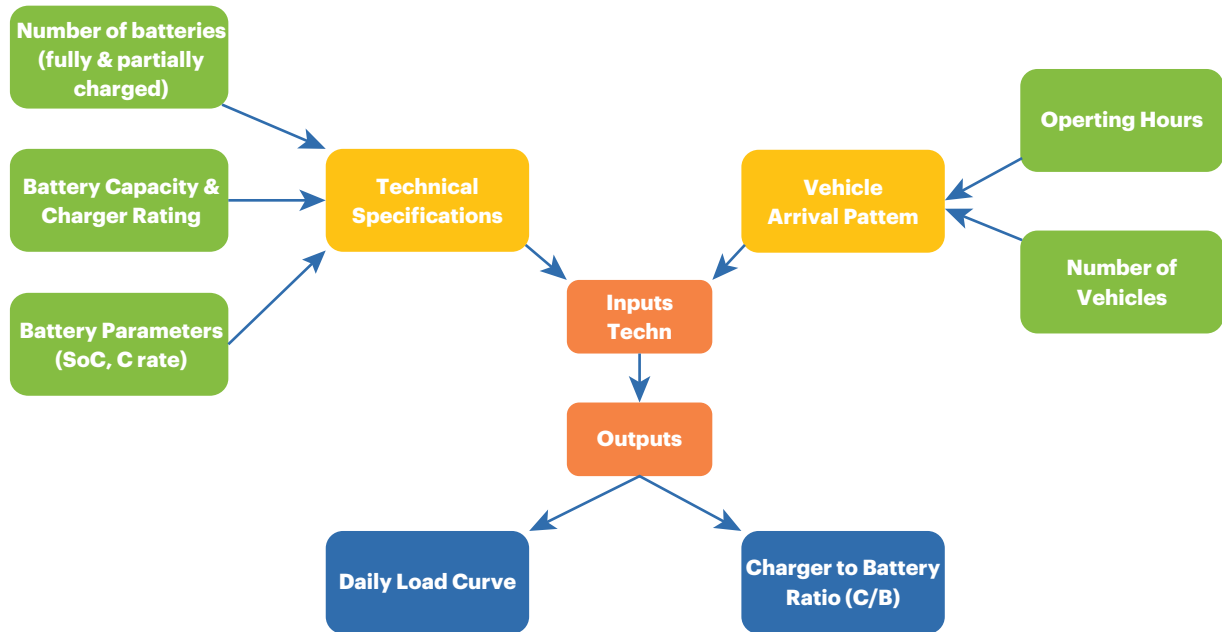 Number of batteries
(fully & partially
charged)
Battery Capacity &
Charger Rating
Battery Parameters
(SoC, C rate)
Technical
Specifications
Vehicle
Arrival Pattem
Operting Hours
Number of
Vehicles
Inputs
Techn
Outputs
Daily Load Curve
Charger to Battery
Ratio (C/B)